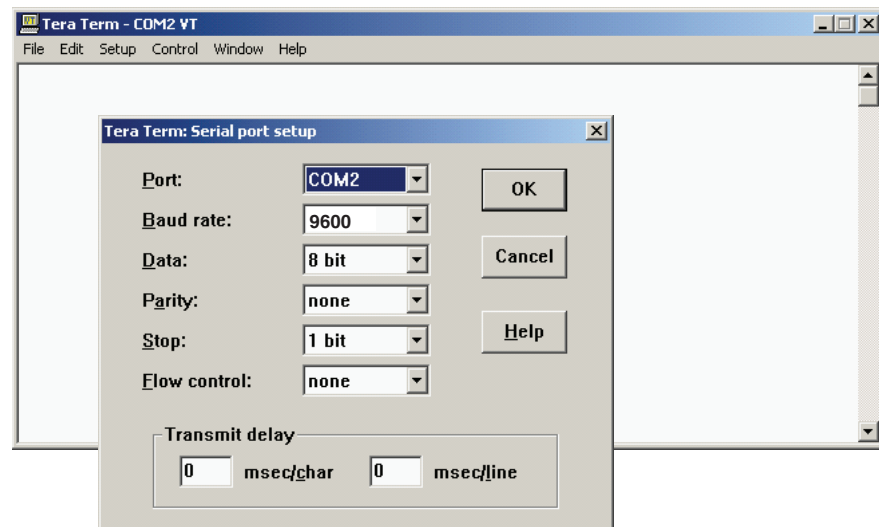 Tera Term - COM2 VT
File Edit Setup Control Window Help
Tera Term: Serial port setup
Port: COM2
OK
Baud rate: 9600
Data: 8 bit
Cancel
Parity: none
Stop: 1 bit
Help
Flow control: none
Transmit delay
0 msec/char 0 msec/line